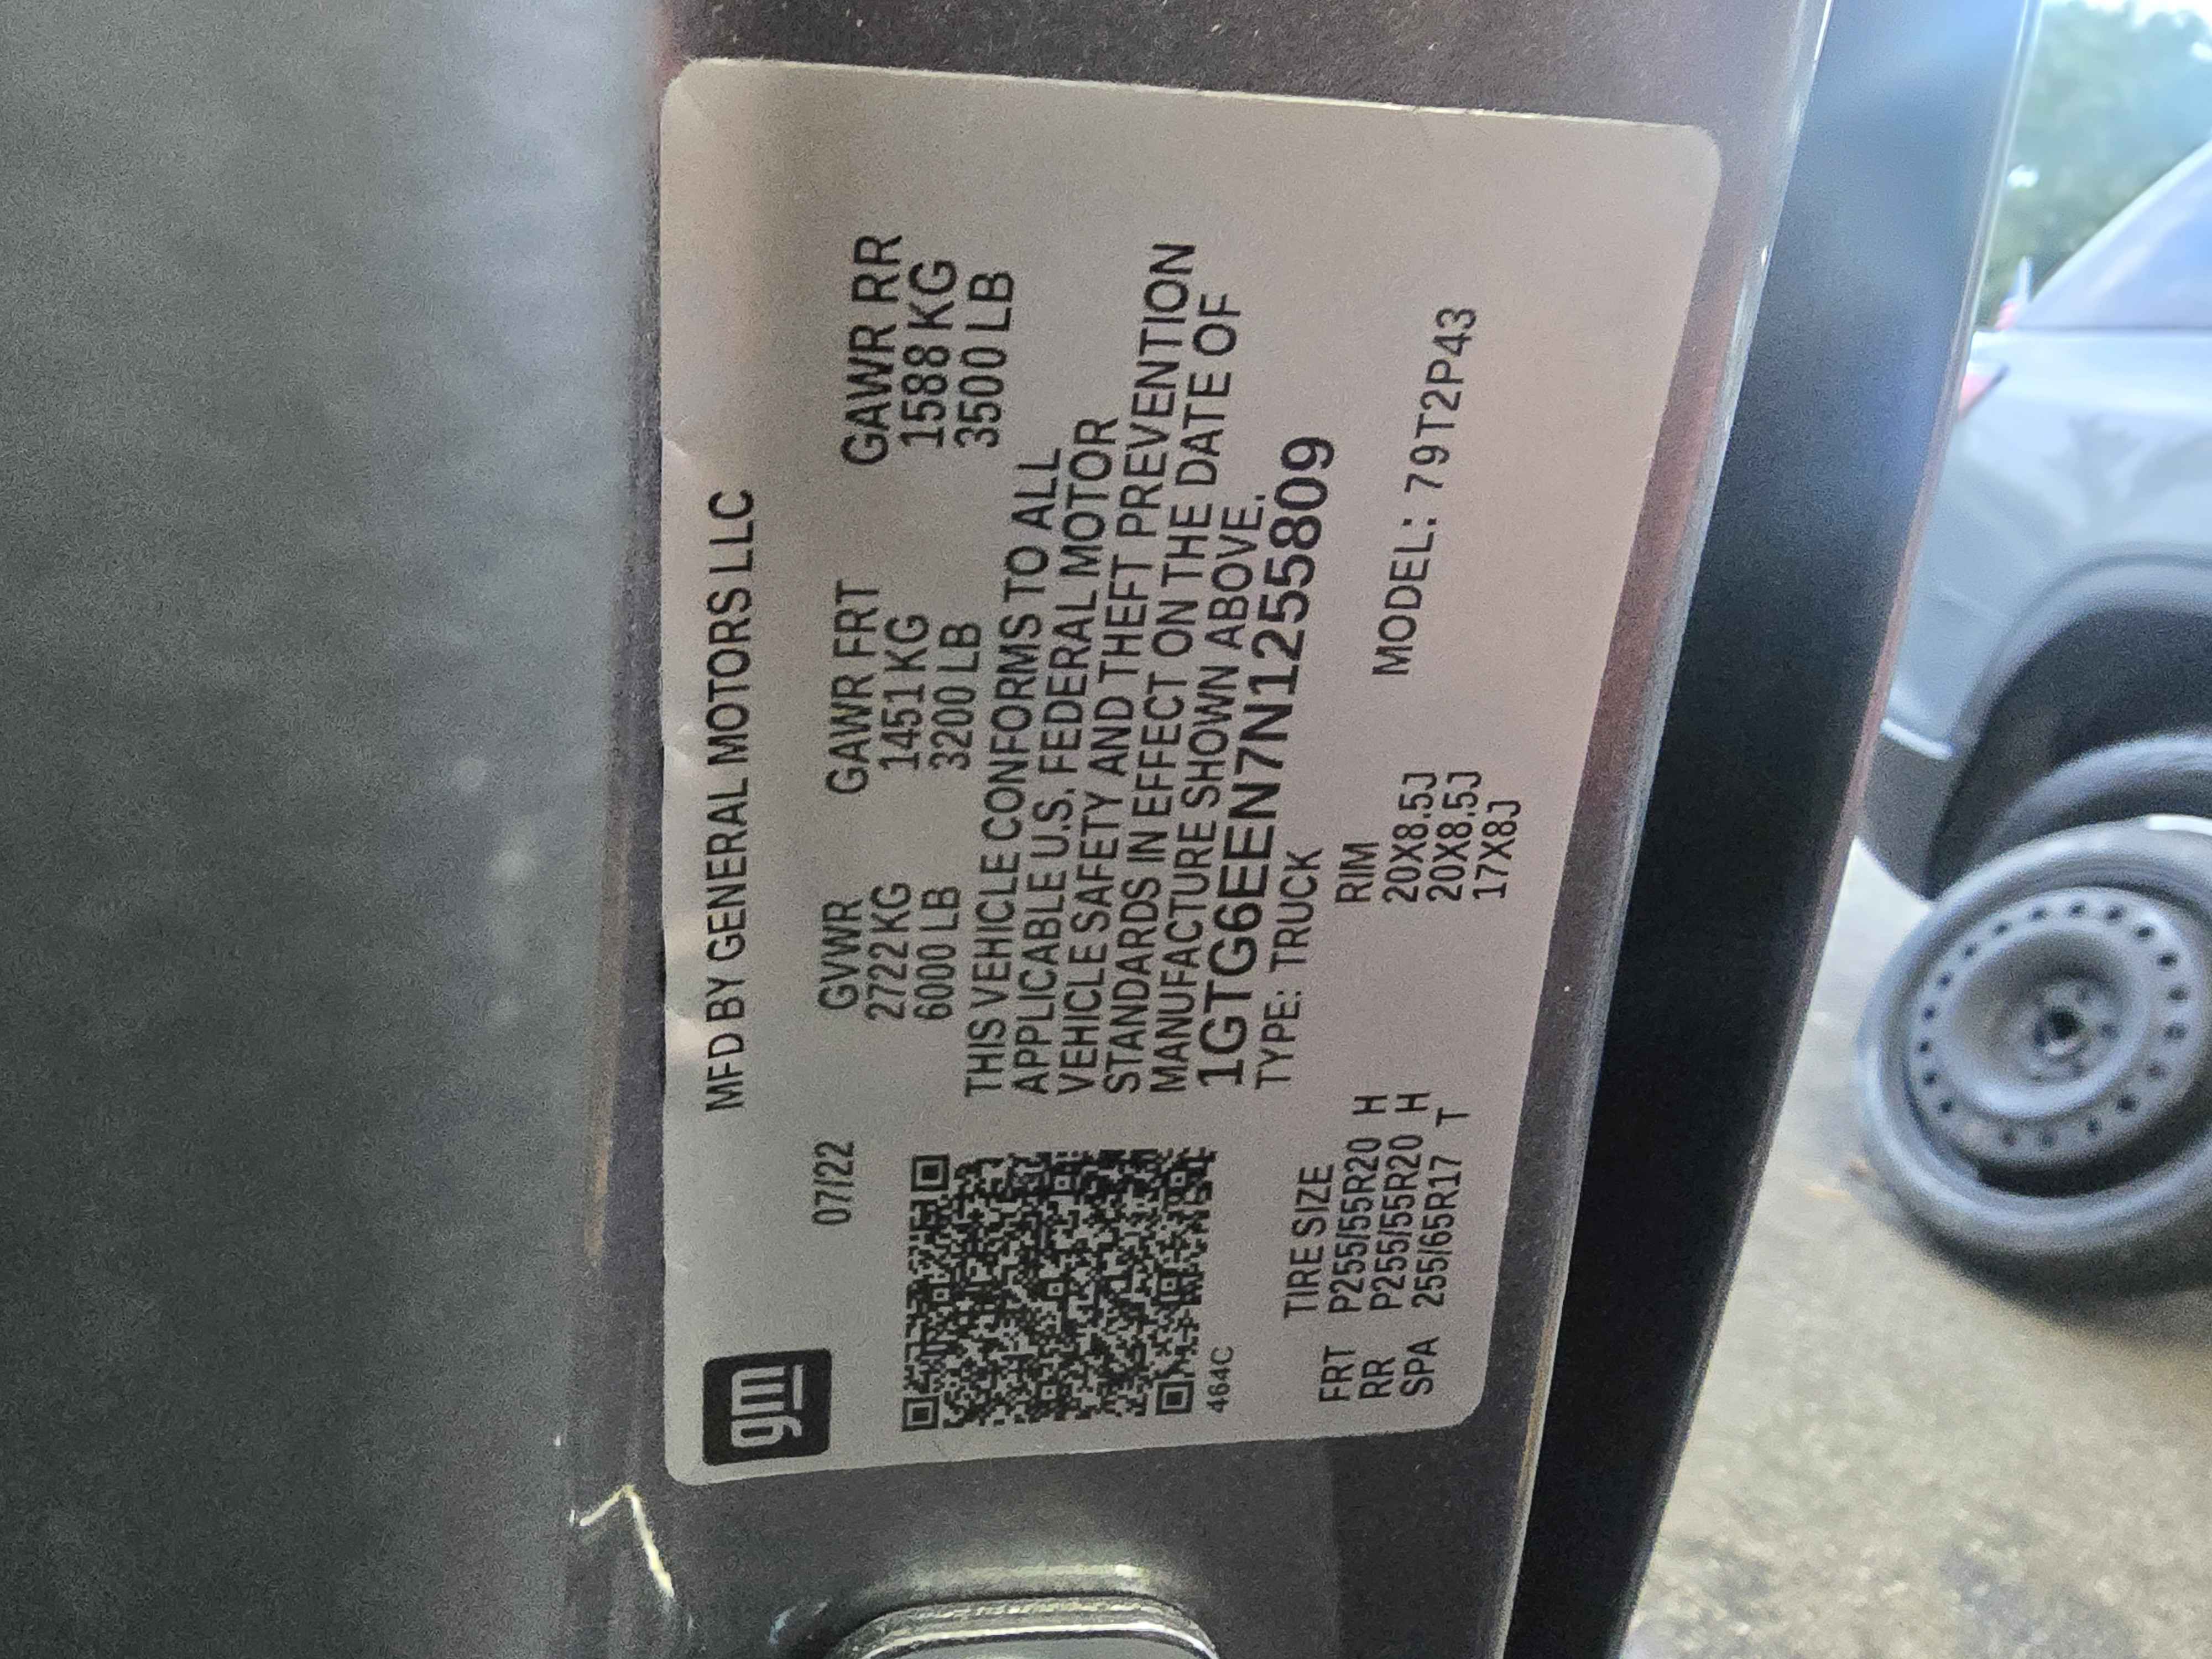 gm
MFD BY GENERAL MOTORS LLC
07/22
GVWR GAWR FRT GAWR RR
2722 KG 1451 KG 1588 KG
6000 LB 3200 LB 3500 LB
THIS VEHICLE CONFORMS TO ALL
APPLICABLE U.S. FEDERAL MOTOR
VEHICLE SAFETY AND THEFT PREVENTION
STANDARDS IN EFFECT ON THE DATE OF
MANUFACTURE SHOWN ABOVE.
1GTG6EEN7N1255809
TYPE: TRUCK
464C
MODEL: 79T2P43
TIRE SIZE RIM
FRT P255/55R20 H 20X8.5J
RR P255/55R20 H 20X8.5J
SPA 255/65R17 T 17X8J